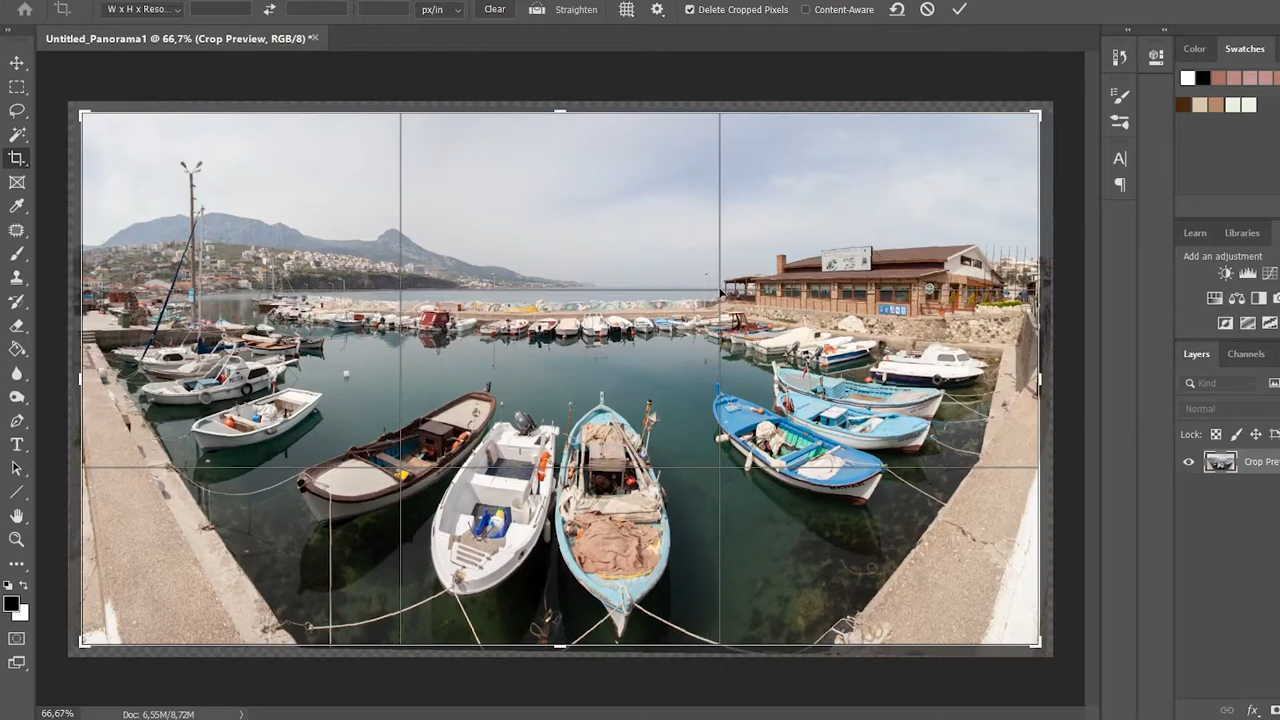 W x H x Reso...
px/in
Clear
Straighten
Delete Cropped Pixels
Content-Aware
Untitled_Panorama1 @ 66,7% (Crop Preview, RGB/8) *
Color
Swatches
A|
Learn
Libraries
Add an adjustment
Layers
Channels
Kind
Normal
Lock:
Crop Pre
66,67%
Doc: 6,55M/8,72M
fx